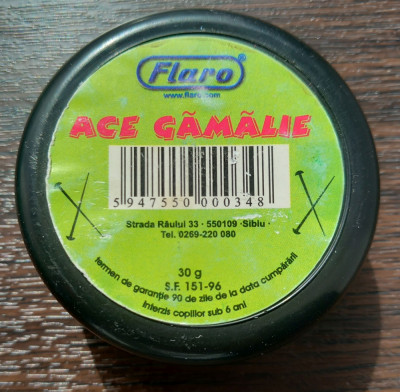 Flaro®
www.flaro.com
ACE GĂMĂLIE
5 947550 000348
Strada Râului 33 · 550109 · Sibiu ·
Tel. 0269-220 080
30 g
S.F. 151-96
termen de garanție 90 de zile de la data cumpărării
interzis copiilor sub 6 ani